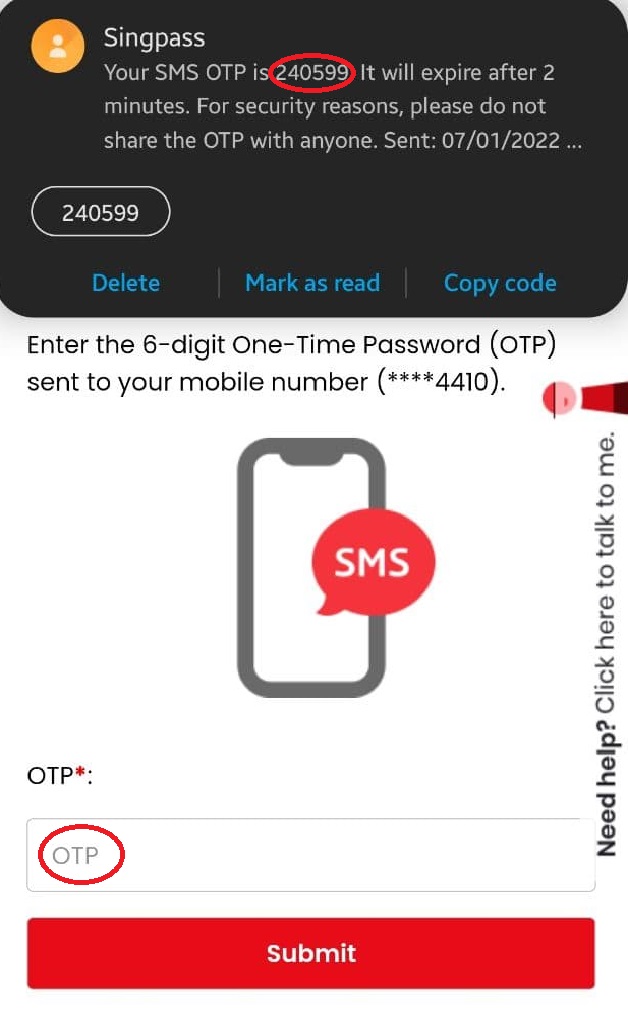 Singpass
Your SMS OTP is 240599. It will expire after 2
minutes. For security reasons, please do not
share the OTP with anyone. Sent: 07/01/2022 ...
240599
Delete
Mark as read
Copy code
Enter the 6-digit One-Time Password (OTP)
sent to your mobile number (****4410).
SMS
Need help? Click here to talk to me.
OTP*:
OTP
Submit